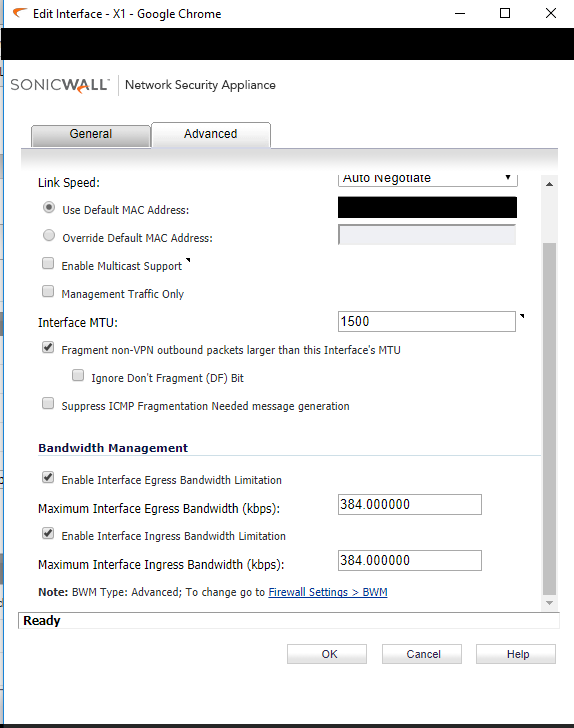 Edit Interface - X1 - Google Chrome
SONICWALL Network Security Appliance
General Advanced
Link Speed: Auto Negotiate
Use Default MAC Address:
Override Default MAC Address:
Enable Multicast Support
Management Traffic Only
Interface MTU: 1500
Fragment non-VPN outbound packets larger than this Interface's MTU
Ignore Don't Fragment (DF) Bit
Suppress ICMP Fragmentation Needed message generation
Bandwidth Management
Enable Interface Egress Bandwidth Limitation
Maximum Interface Egress Bandwidth (kbps): 384.000000
Enable Interface Ingress Bandwidth Limitation
Maximum Interface Ingress Bandwidth (kbps): 384.000000
Note: BWM Type: Advanced; To change go to Firewall Settings > BWM
Ready
OK Cancel Help